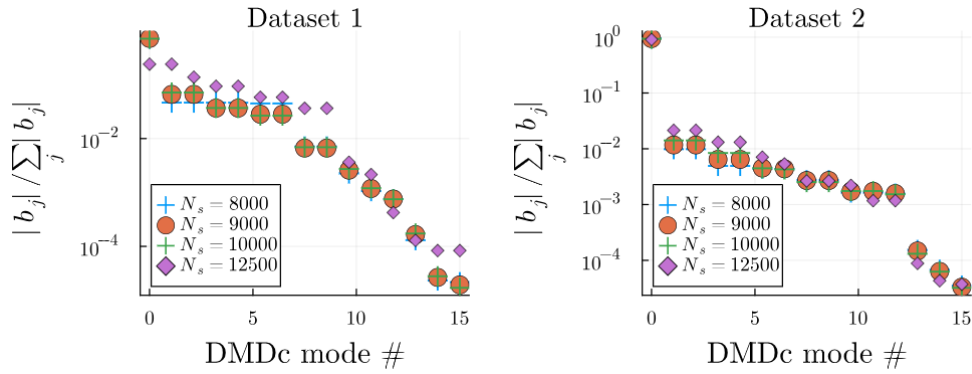 Dataset 1
|b_j| / ∑_j |b_j|
10⁻²
10⁻⁴
N_s = 8000
N_s = 9000
N_s = 10000
N_s = 12500
0 5 10 15
DMDc mode #
Dataset 2
|b_j| / ∑_j |b_j|
10⁰
10⁻¹
10⁻²
10⁻³
10⁻⁴
N_s = 8000
N_s = 9000
N_s = 10000
N_s = 12500
0 5 10 15
DMDc mode #